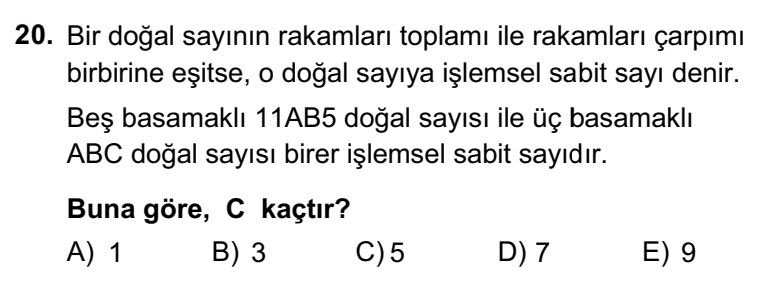 20. Bir doğal sayının rakamları toplamı ile rakamları çarpımı
birbirine eşitse, o doğal sayıya işlemsel sabit sayı denir.
Beş basamaklı 11AB5 doğal sayısı ile üç basamaklı
ABC doğal sayısı birer işlemsel sabit sayıdır.
Buna göre, C kaçtır?
A) 1 B) 3 C) 5 D) 7 E) 9